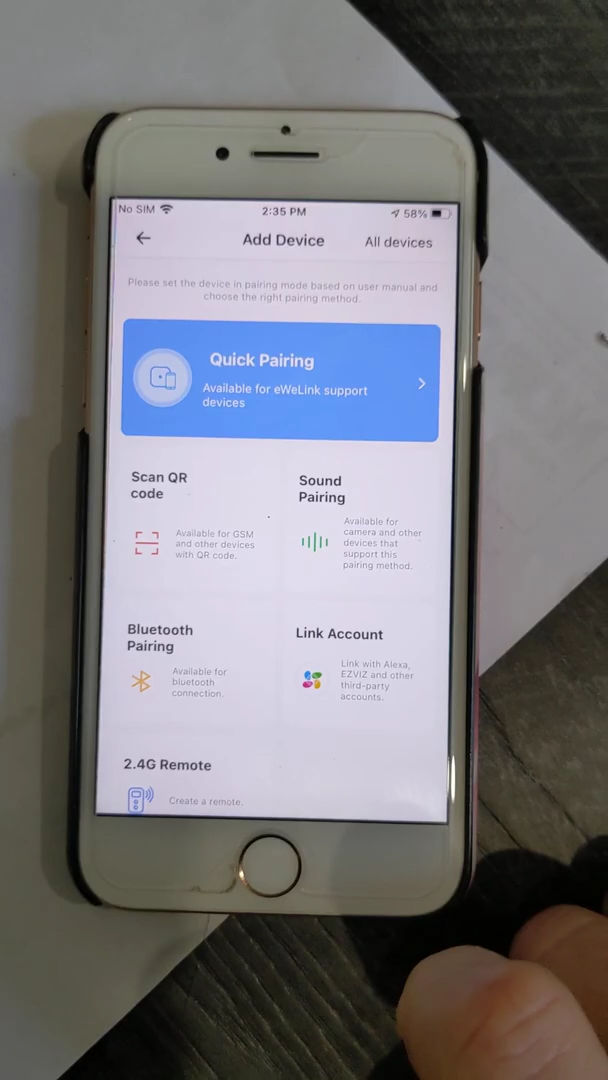 No SIM
2:35 PM
58%
Add Device
All devices
Please set the device in pairing mode based on user manual and
choose the right pairing method.
Quick Pairing
Available for eWeLink support
devices
Scan QR
code
Available for GSM
and other devices
with QR code.
Sound
Pairing
Available for
camera and other
devices that
support this
pairing method.
Bluetooth
Pairing
Available for
bluetooth
connection.
Link Account
Link with Alexa,
EZVIZ and other
third-party
accounts.
2.4G Remote
Create a remote.